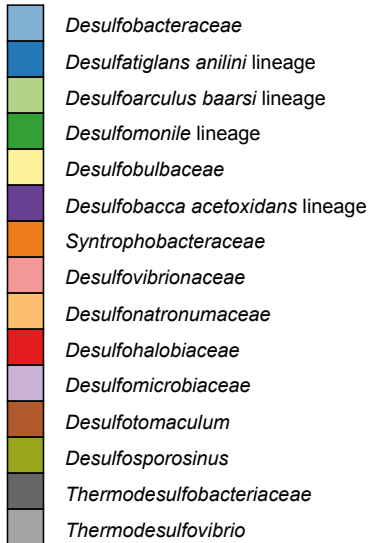 Desulfobacteraceae
Desulfatiglans anilini lineage
Desulfoarculus baarsi lineage
Desulfomonile lineage
Desulfobulbaceae
Desulfobacca acetoxidans lineage
Syntrophobacteraceae
Desulfovibrionaceae
Desulfonatronumaceae
Desulfohalobiaceae
Desulfomicrobiaceae
Desulfotomaculum
Desulfosporosinus
Thermodesulfobacteriaceae
Thermodesulfovibrio